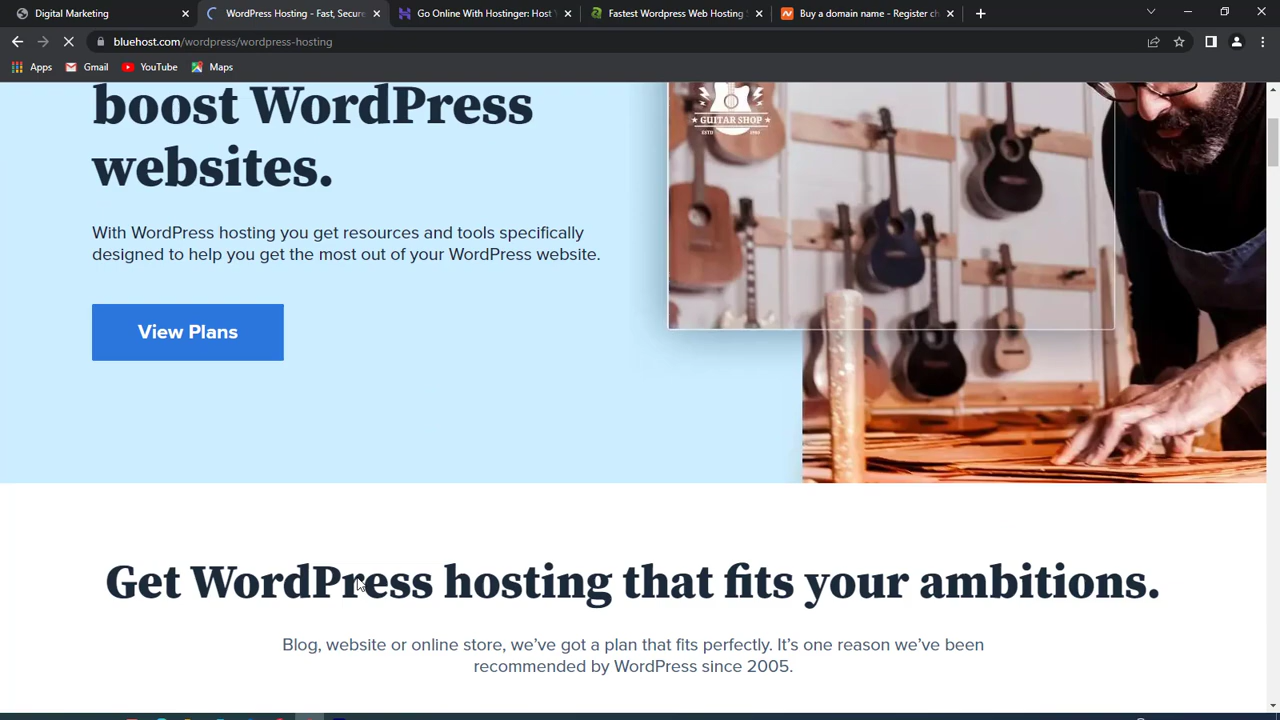 Digital Marketing
WordPress Hosting - Fast, Secure
Go Online With Hostinger: Host Y
Fastest Wordpress Web Hosting
Buy a domain name - Register ch
bluehost.com/wordpress/wordpress-hosting
Apps
Gmail
YouTube
Maps
boost WordPress
websites.
With WordPress hosting you get resources and tools specifically
designed to help you get the most out of your WordPress website.
View Plans
GUITAR SHOP
ESTD
Get WordPress hosting that fits your ambitions.
Blog, website or online store, we’ve got a plan that fits perfectly. It’s one reason we’ve been
recommended by WordPress since 2005.